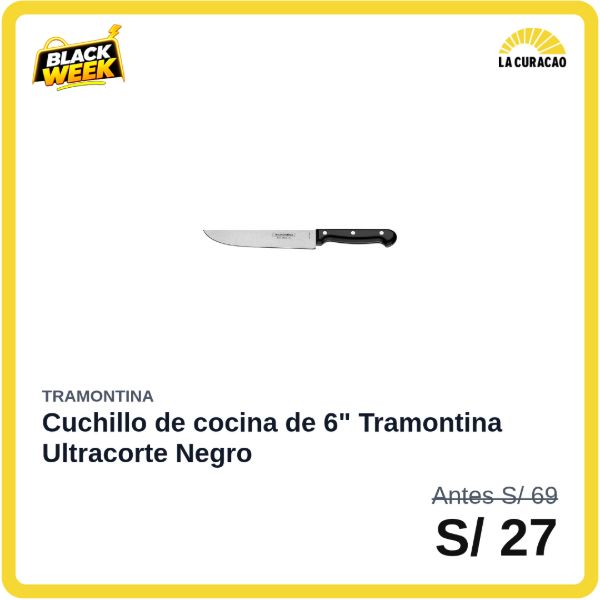 BLACK
WEEK
LA CURACAO
TRAMONTINA
Cuchillo de cocina de 6" Tramontina
Ultracorte Negro
Antes S/ 69
S/ 27